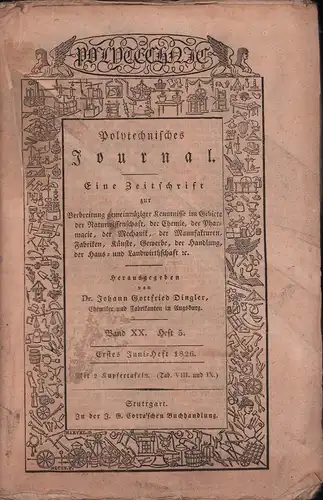 POLYTECHNIE
Polytechnisches
Journal.
Eine Zeitschrift
zur
Verbreitung gemeinnüziger Kenntnisse im Gebiete
der Naturwissenschaft, der Chemie, der Phar-
macie, der Mechanik, der Manufakturen,
Fabriken, Künste, Gewerbe, der Handlung,
der Haus- und Landwirthschaft ꝛc.
Herausgegeben
von
Dr. Johann Gottfried Dingler,
Chemiker und Fabrikanten in Augsburg.
Band XX. Heft 5.
Erstes Juni-Heft 1826.
Mit 2 Kupfertafeln. (Tab. VIII. und IX.)
Stuttgart.
In der J. G. Cotta'schen Buchhandlung.